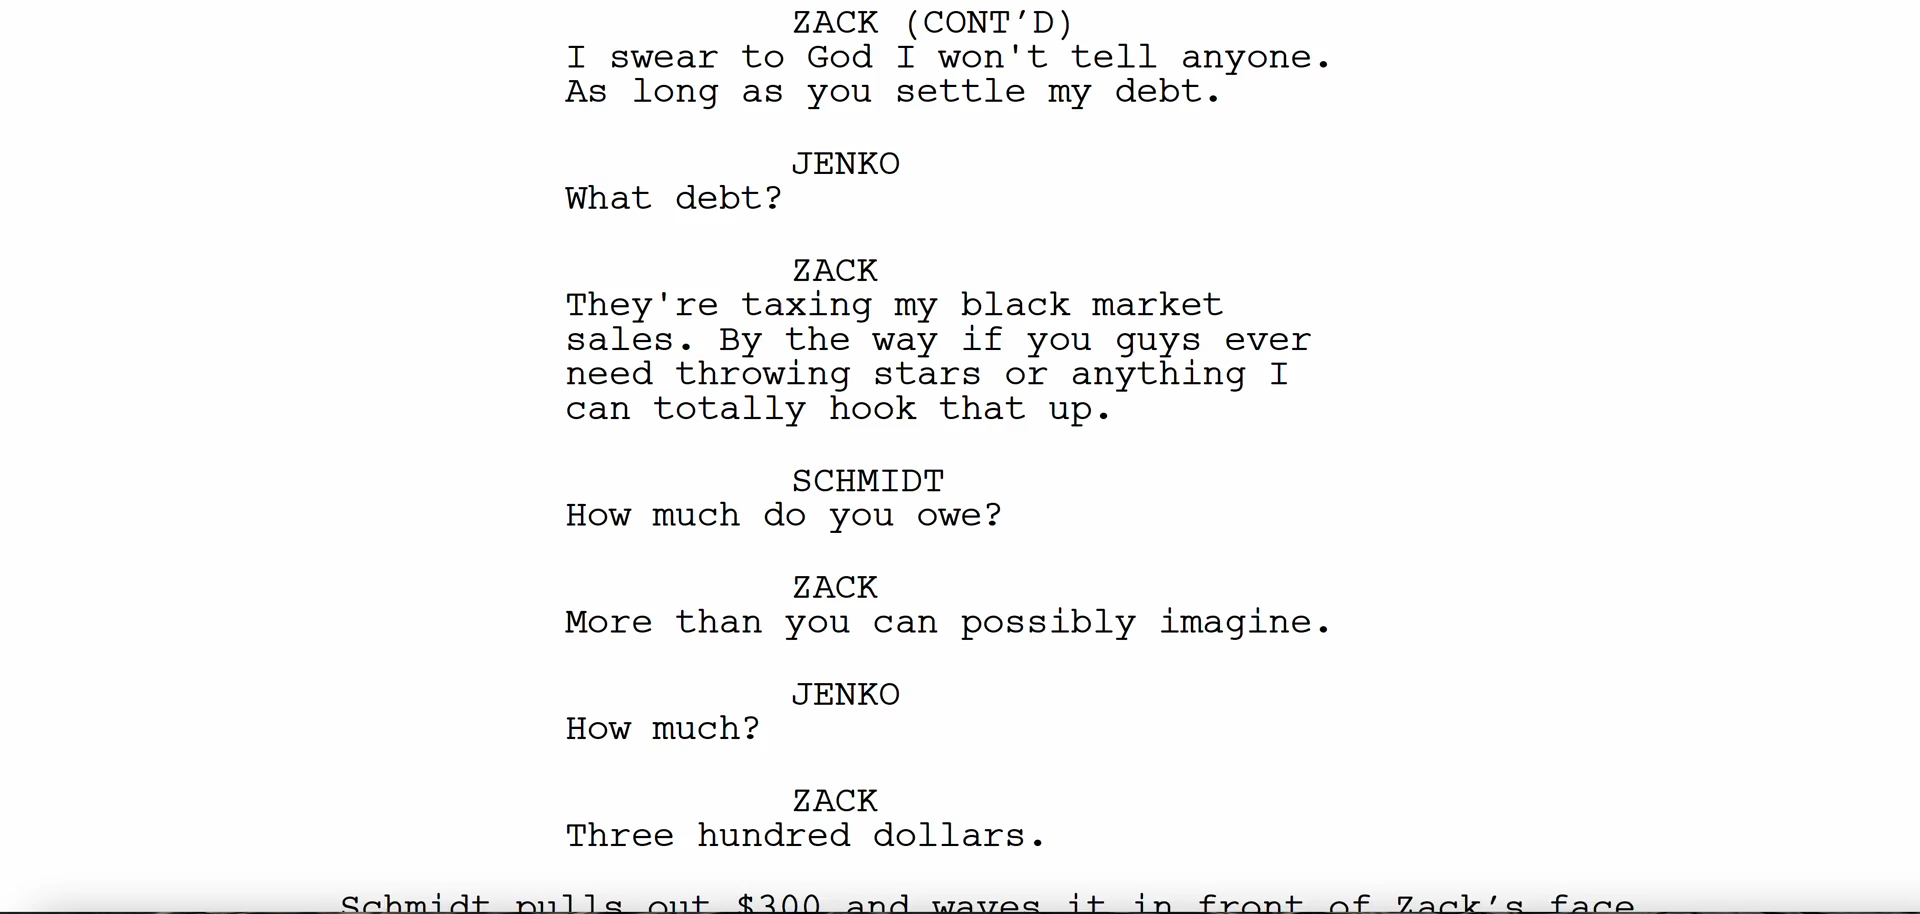 ZACK (CONT’D)
I swear to God I won't tell anyone.
As long as you settle my debt.
JENKO
What debt?
ZACK
They're taxing my black market
sales. By the way if you guys ever
need throwing stars or anything I
can totally hook that up.
SCHMIDT
How much do you owe?
ZACK
More than you can possibly imagine.
JENKO
How much?
ZACK
Three hundred dollars.
Schmidt pulls out $300 and waves it in front of Zack’s face